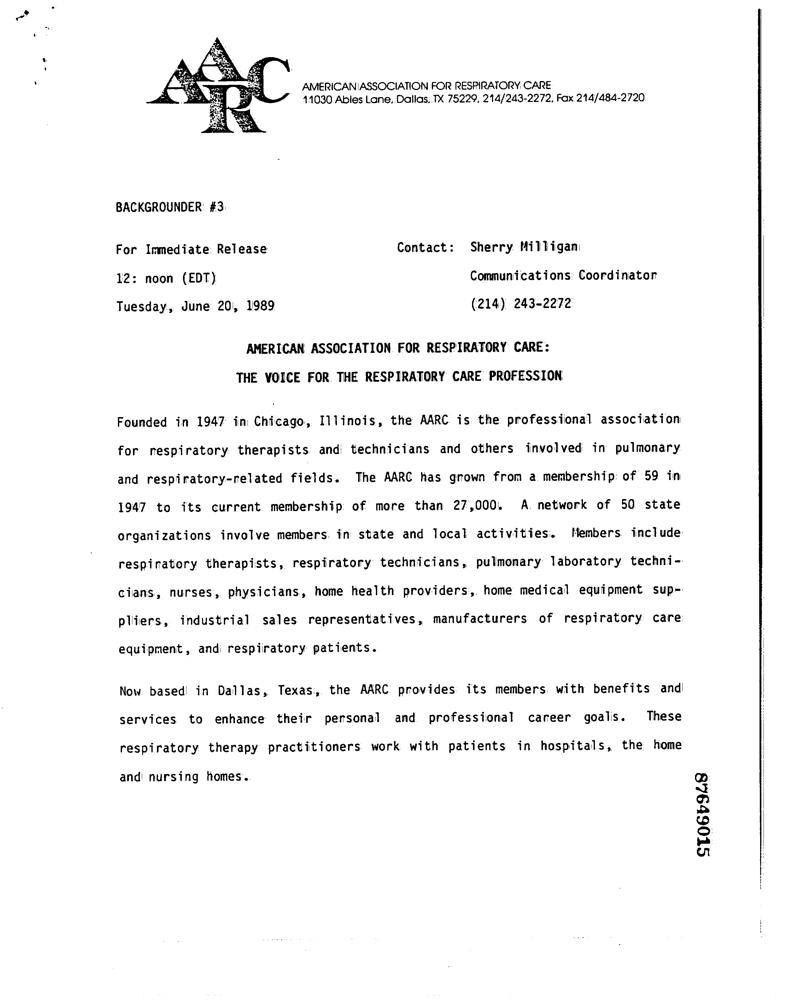 AARC
AMERICAN ASSOCIATION FOR RESPIRATORY CARE
11030 Ables Lane, Dallas, TX 75229, 214/243-2272, Fax 214/484-2720
BACKGROUNDER #3
For Immediate Release Contact: Sherry Milligan
12: noon (EDT) Communications Coordinator
Tuesday, June 20, 1989 (214) 243-2272
AMERICAN ASSOCIATION FOR RESPIRATORY CARE:
THE VOICE FOR THE RESPIRATORY CARE PROFESSION
Founded in 1947 in Chicago, Illinois, the AARC is the professional association
for respiratory therapists and technicians and others involved in pulmonary
and respiratory-related fields. The AARC has grown from a membership of 59 in
1947 to its current membership of more than 27,000. A network of 50 state
organizations involve members in state and local activities. Members include
respiratory therapists, respiratory technicians, pulmonary laboratory techni-
cians, nurses, physicians, home health providers, home medical equipment sup-
pliers, industrial sales representatives, manufacturers of respiratory care
equipment, and respiratory patients.
Now based in Dallas, Texas, the AARC provides its members with benefits and
services to enhance their personal and professional career goals. These
respiratory therapy practitioners work with patients in hospitals, the home
and nursing homes.
87649015